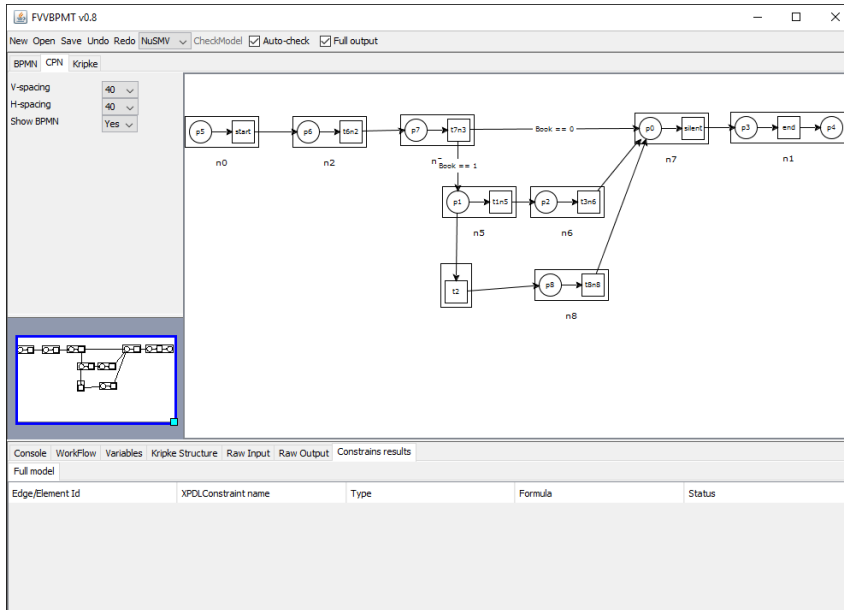 FVVBPMT v0.8
New Open Save Undo Redo NuSMV CheckModel Auto-check Full output
BPMN CPN Kripke
V-spacing 40
H-spacing 40
Show BPMN Yes
p5 start p6 t6n2 p7 t7n3 Book == 0 p0 silent p3 end p4
n0 n2 n7 n1
Book == 1
p1 t1n5 p2 t3n6
n5 n6
t2 p8 t8n8
n8
Console WorkFlow Variables Kripke Structure Raw Input Raw Output Constrains results
Full model
Edge/Element Id XPDLConstraint name Type Formula Status